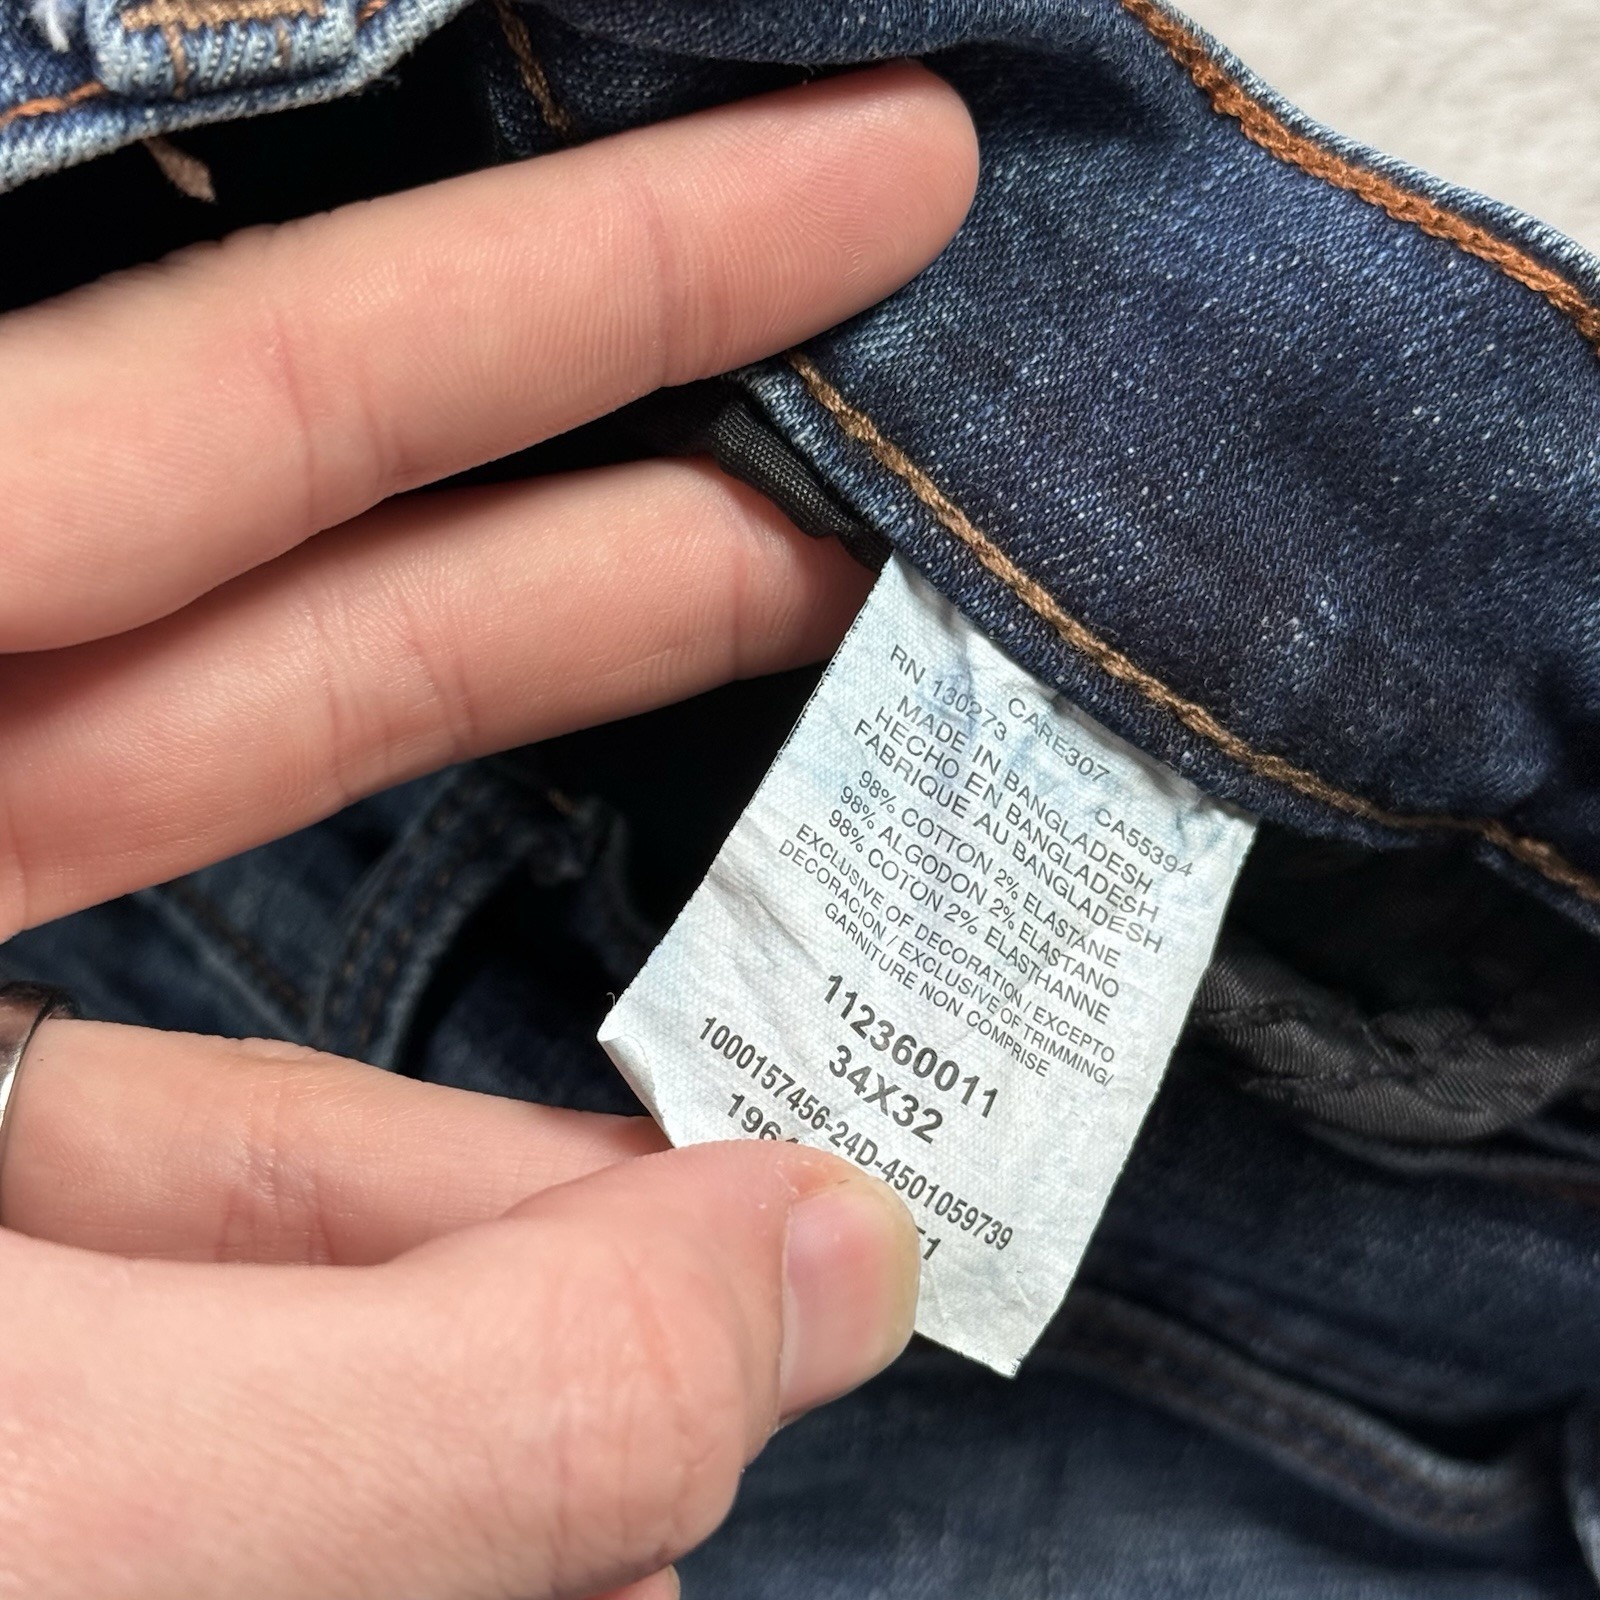 RN 130273 CARE307 CA55394
MADE IN BANGLADESH
HECHO EN BANGLADESH
FABRIQUE AU BANGLADESH
98% COTTON 2% ELASTANE
98% ALGODON 2% ELASTANO
98% COTON 2% ELASTHANNE
EXCLUSIVE OF DECORATION / EXCEPTO
DECORACION / EXCLUSIVE OF TRIMMING/
GARNITURE NON COMPRISE
112360011
34X32
1000157456-24D-4501059739